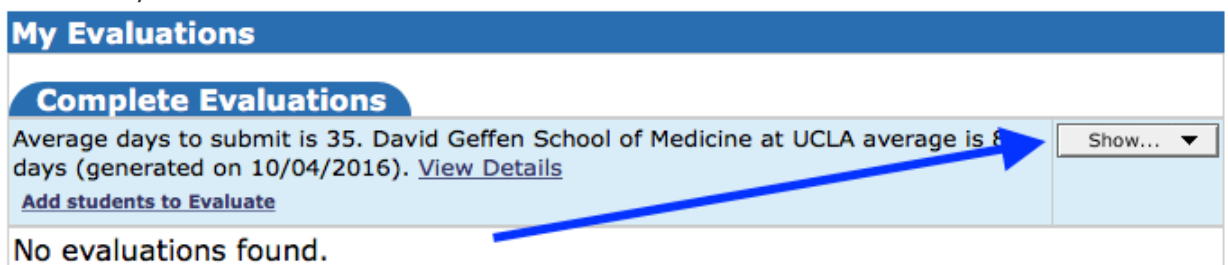 My Evaluations
Complete Evaluations
Average days to submit is 35. David Geffen School of Medicine at UCLA average is
days (generated on 10/04/2016). View Details
Show... ▼
Add students to Evaluate
No evaluations found.